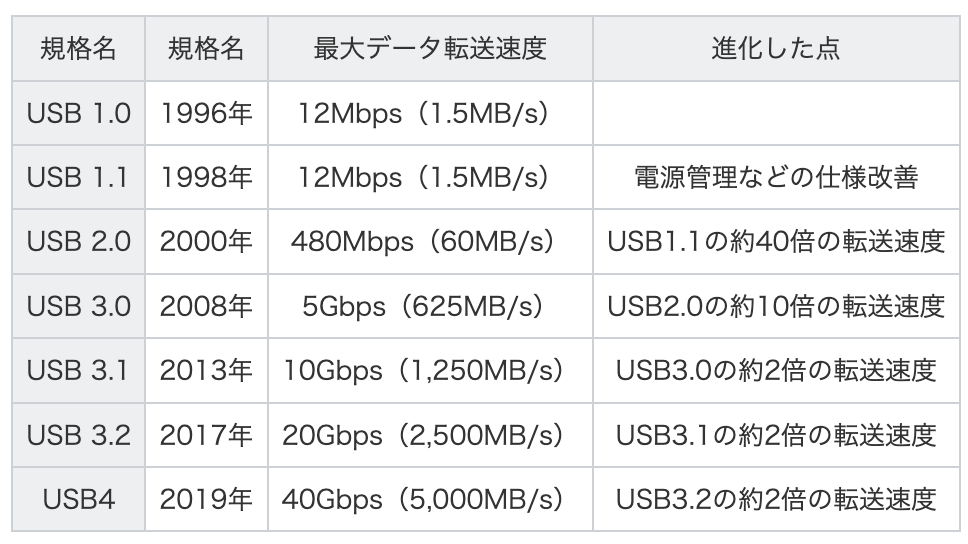 規格名 規格名 最大データ転送速度 進化した点
USB 1.0 1996年 12Mbps（1.5MB/s）
USB 1.1 1998年 12Mbps（1.5MB/s） 電源管理などの仕様改善
USB 2.0 2000年 480Mbps（60MB/s） USB1.1の約40倍の転送速度
USB 3.0 2008年 5Gbps（625MB/s） USB2.0の約10倍の転送速度
USB 3.1 2013年 10Gbps（1,250MB/s） USB3.0の約2倍の転送速度
USB 3.2 2017年 20Gbps（2,500MB/s） USB3.1の約2倍の転送速度
USB4 2019年 40Gbps（5,000MB/s） USB3.2の約2倍の転送速度